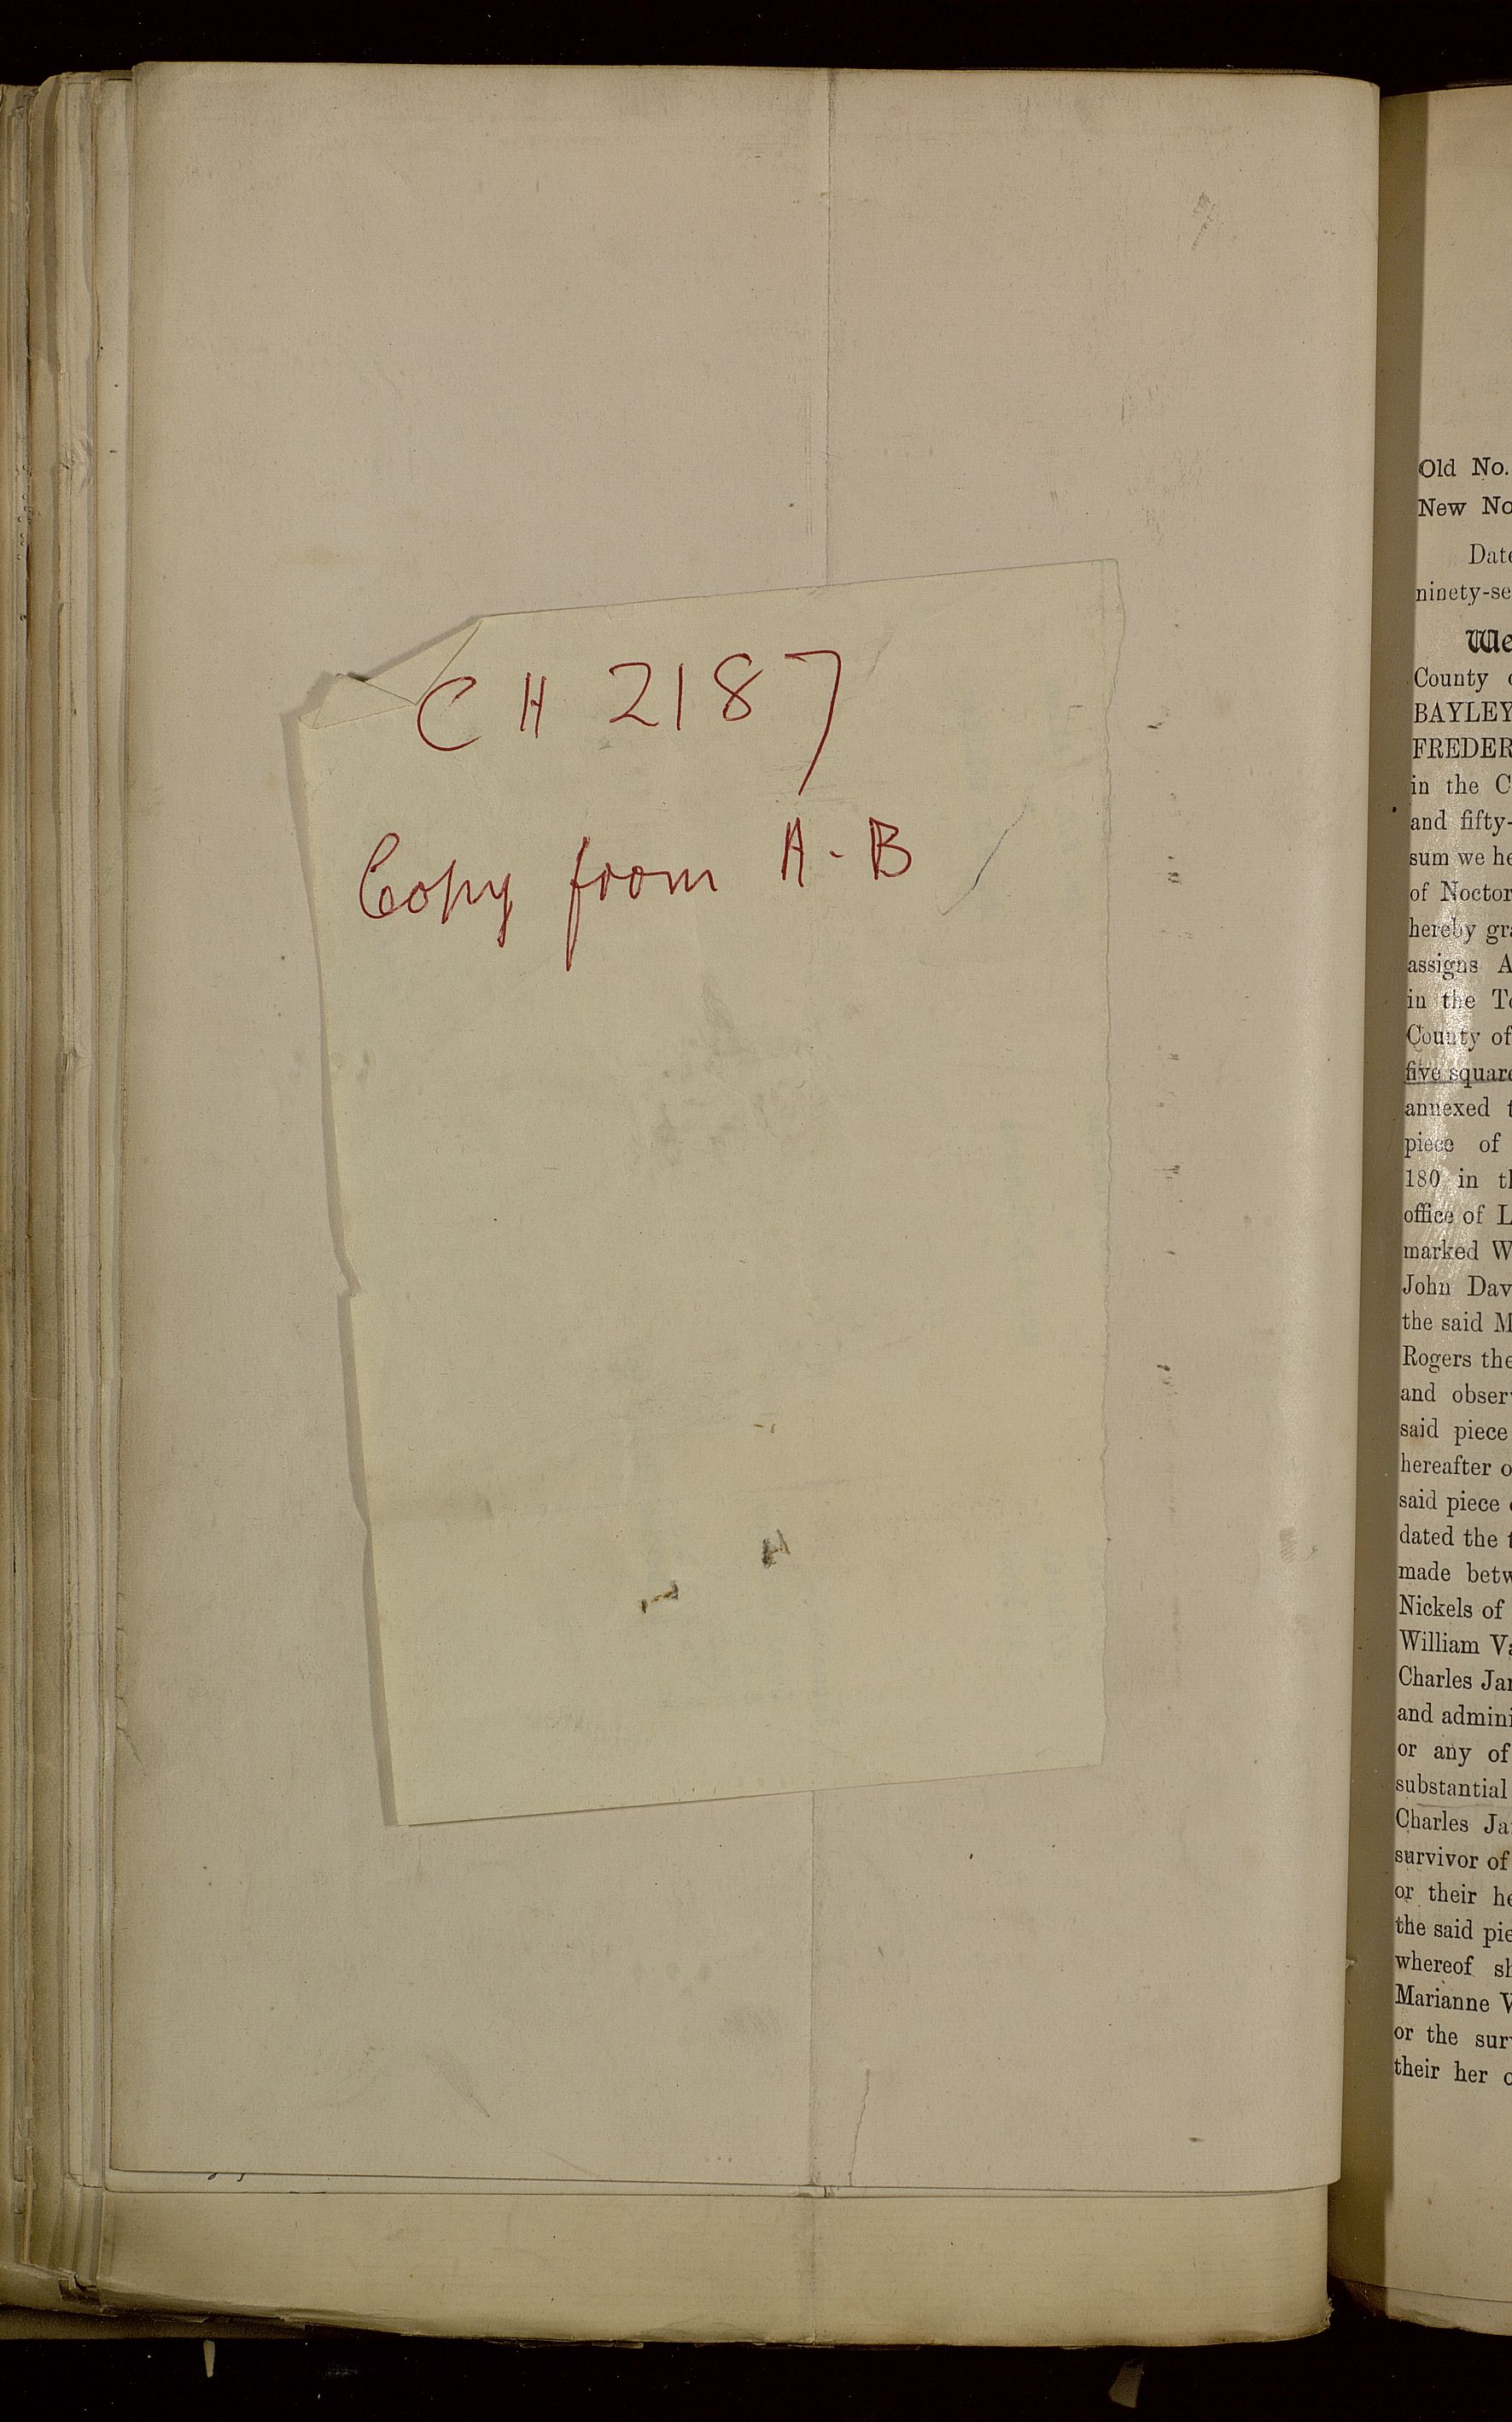 CH 2187
Copy from A-B
Old No.
New No
Date
ninety-se
We
County o
BAYLEY
FREDER
in the C
and fifty-
sum we he
of Noctor
hereby gra
assigns A
in the To
County of
five square
annexed t
piece of
180 in th
office of L
marked W
John Dav
the said M
Rogers the
and obser
said piece
hereafter o
said piece
dated the t
made betw
Nickels of
William Va
Charles Jar
and admini
or any of
substantial
Charles Ja
survivor of
or their he
the said pie
whereof sh
Marianne V
or the sur
their her o